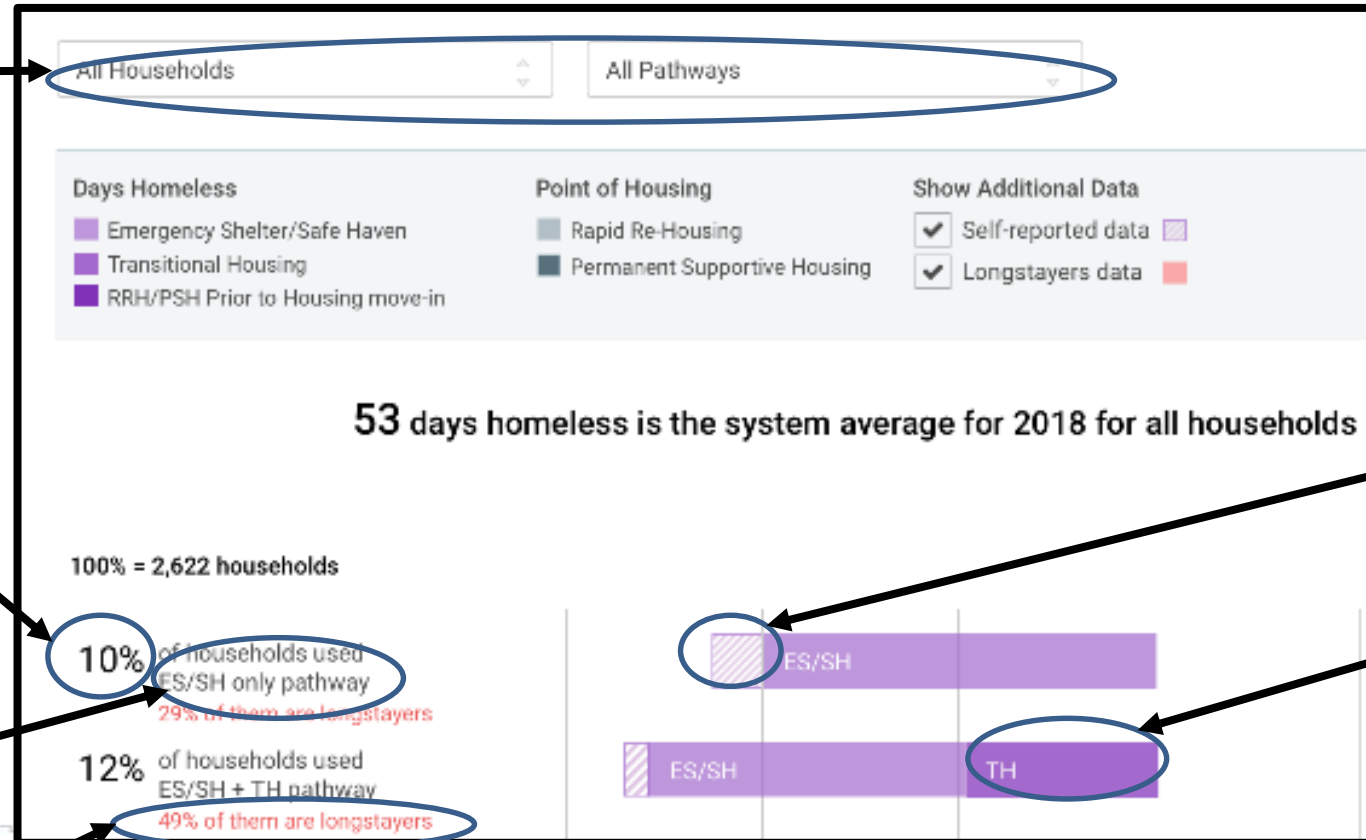 All Households
All Pathways
Days Homeless
Emergency Shelter/Safe Haven
Transitional Housing
RRH/PSH Prior to Housing move-in
Point of Housing
Rapid Re-Housing
Permanent Supportive Housing
Show Additional Data
Self-reported data
Longstayers data
53 days homeless is the system average for 2018 for all households
100% = 2,622 households
10% of households used
ES/SH only pathway
29% of them are longstayers
ES/SH
12% of households used
ES/SH + TH pathway
49% of them are longstayers
ES/SH
TH